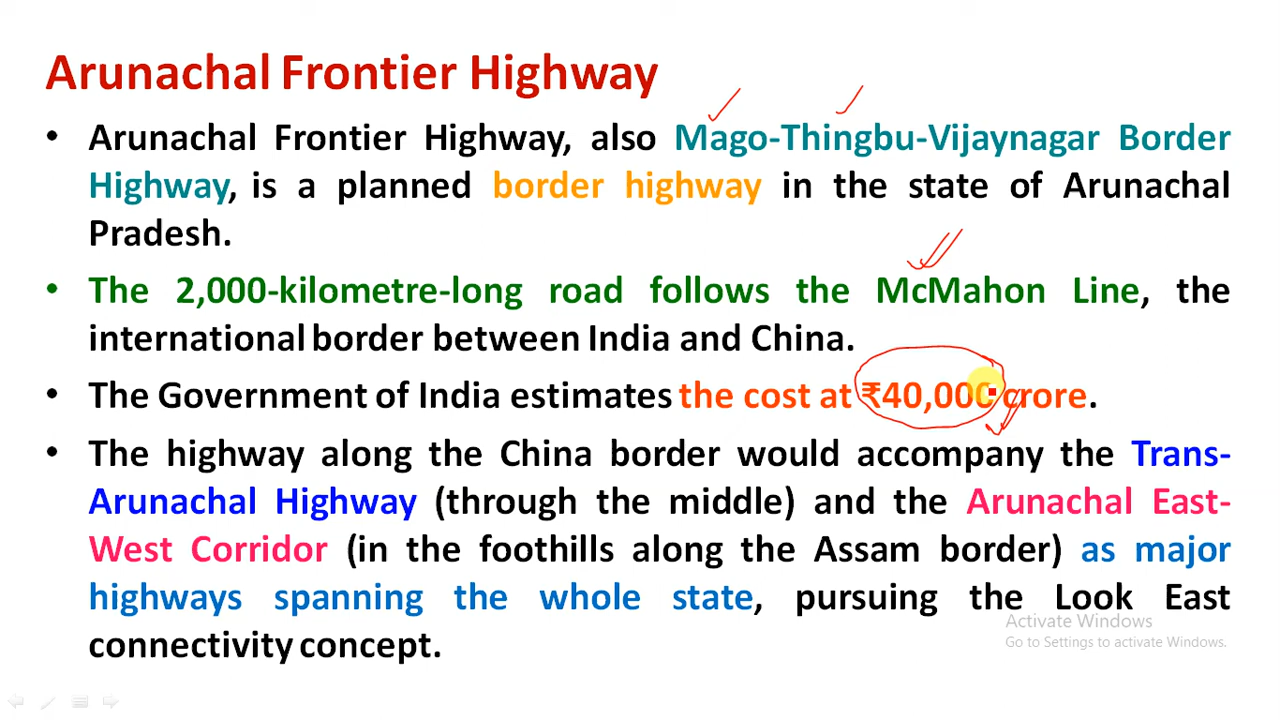 Arunachal Frontier Highway
• Arunachal Frontier Highway, also Mago-Thingbu-Vijaynagar Border
Highway, is a planned border highway in the state of Arunachal
Pradesh.
• The 2,000-kilometre-long road follows the McMahon Line, the
international border between India and China.
• The Government of India estimates the cost at ₹40,000 crore.
• The highway along the China border would accompany the Trans-
Arunachal Highway (through the middle) and the Arunachal East-
West Corridor (in the foothills along the Assam border) as major
highways spanning the whole state, pursuing the Look East
connectivity concept.
Activate Windows
Go to Settings to activate Windows.